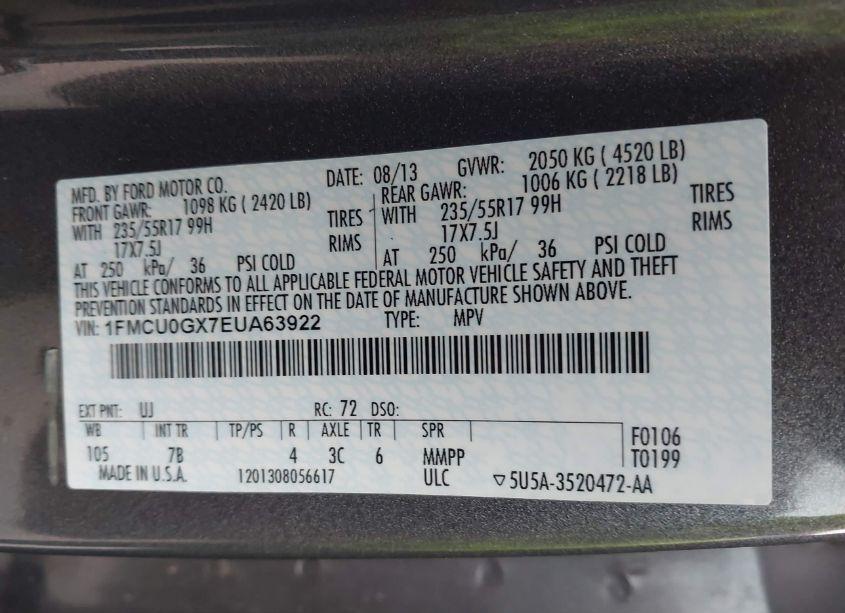 MFD. BY FORD MOTOR CO. DATE: 08/13 GVWR: 2050 KG ( 4520 LB)
FRONT GAWR: 1098 KG ( 2420 LB) REAR GAWR: 1006 KG ( 2218 LB)
WITH 235/55R17 99H TIRES WITH 235/55R17 99H TIRES
17X7.5J RIMS 17X7.5J RIMS
AT 250 kPa/ 36 PSI COLD AT 250 kPa/ 36 PSI COLD
THIS VEHICLE CONFORMS TO ALL APPLICABLE FEDERAL MOTOR VEHICLE SAFETY AND THEFT
PREVENTION STANDARDS IN EFFECT ON THE DATE OF MANUFACTURE SHOWN ABOVE.
VIN: 1FMCU0GX7EUA63922 TYPE: MPV
EXT PNT: UJ RC: 72 DSO:
WB INT TR TP/PS R AXLE TR SPR F0106
105 7B 4 3C 6 MMPP T0199
MADE IN U.S.A. 1201308056617 ULC ▽5U5A-3520472-AA